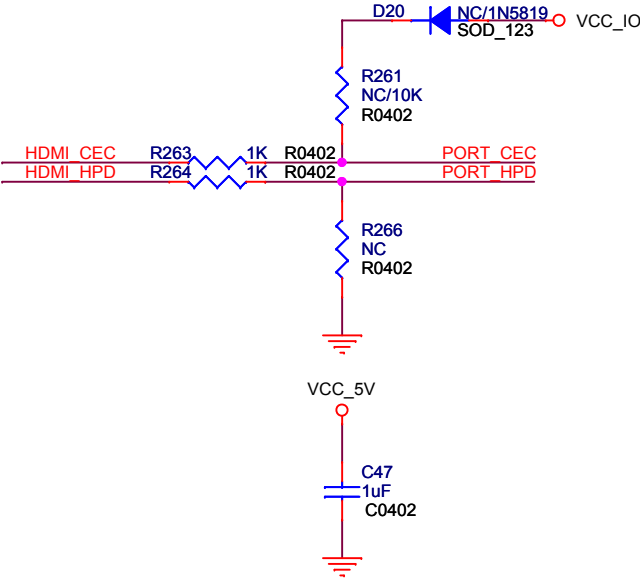 D20
NC/1N5819
SOD_123
VCC_IO
R261
NC/10K
R0402
HDMI_CEC R263 1K R0402 PORT_CEC
HDMI_HPD R264 1K R0402 PORT_HPD
R266
NC
R0402
VCC_5V
C47
1uF
C0402